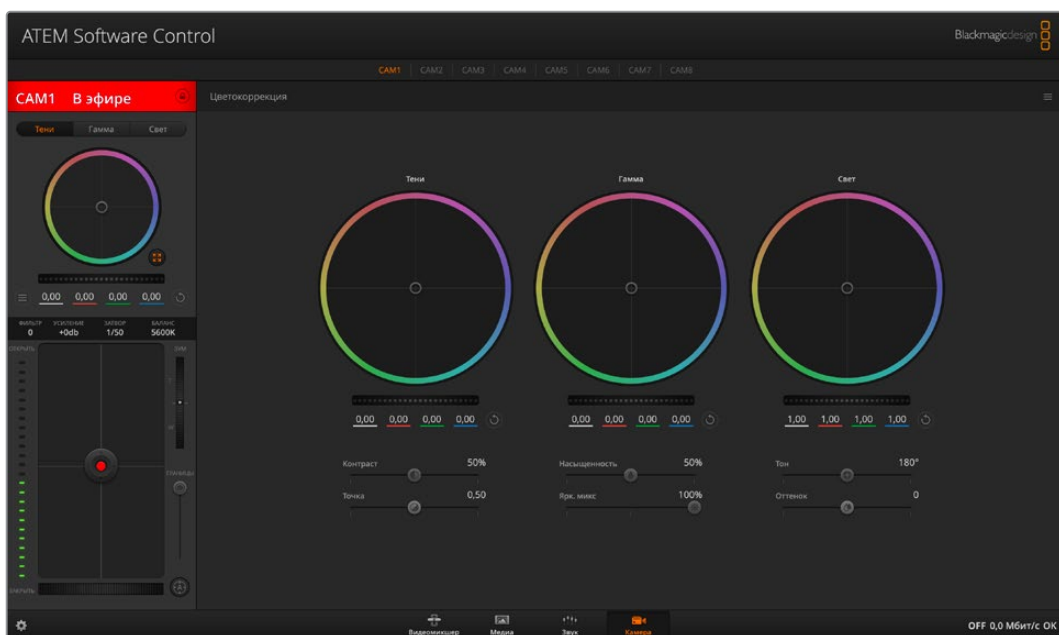 ATEM Software Control
Blackmagicdesign
CAM1 CAM2 CAM3 CAM4 CAM5 CAM6 CAM7 CAM8
CAM1 В эфире
Цветокоррекция
Тени Гамма Свет
0,00 0,00 0,00 0,00
ФИЛЬТР УСИЛЕНИЕ ЗАТВОР БАЛАНС
0 +0db 1/50 5600K
ОТКРЫТЬ
Тени Гамма Свет
0,00 0,00 0,00 0,00 0,00 0,00 0,00 0,00 1,00 1,00 1,00 1,00
Контраст 50% Насыщенность 50% Тон 180°
Точка 0,50 Ярк. микс 100% Оттенок 0
Видеомикшер Медиа Звук Камера
OFF 0,0 Мбит/с OK